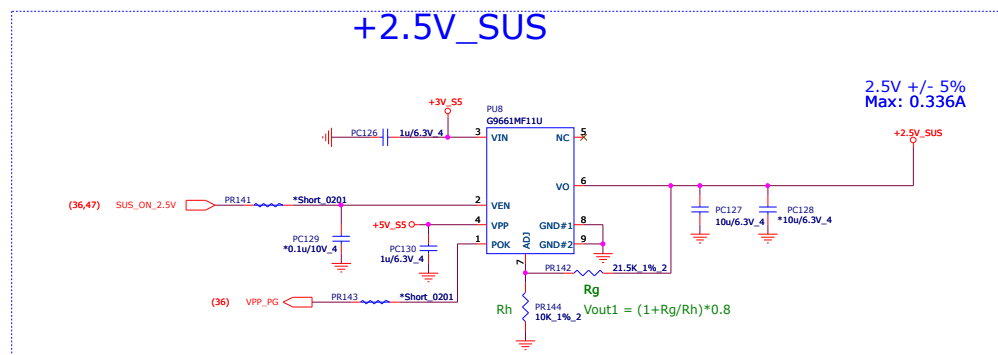 +2.5V_SUS
2.5V +/- 5%
Max: 0.336A
+3V_S5
PU8
G9661MF11U
+2.5V_SUS
PC126
1u/6.3V_4
3
VIN
NC
5
VO
6
(36,47)
SUS_ON_2.5V
PR141
*Short_0201
2
VEN
PC127
10u/6.3V_4
PC128
*10u/6.3V_4
+5V_S5
4
VPP
GND#1
8
PC129
*0.1u/10V_4
PC130
1u/6.3V_4
1
POK
ADJ
GND#2
9
7
PR142
21.5K_1%_2
(36)
VPP_PG
PR143
*Short_0201
Rg
Rh
PR144
10K_1%_2
Vout1 = (1+Rg/Rh)*0.8